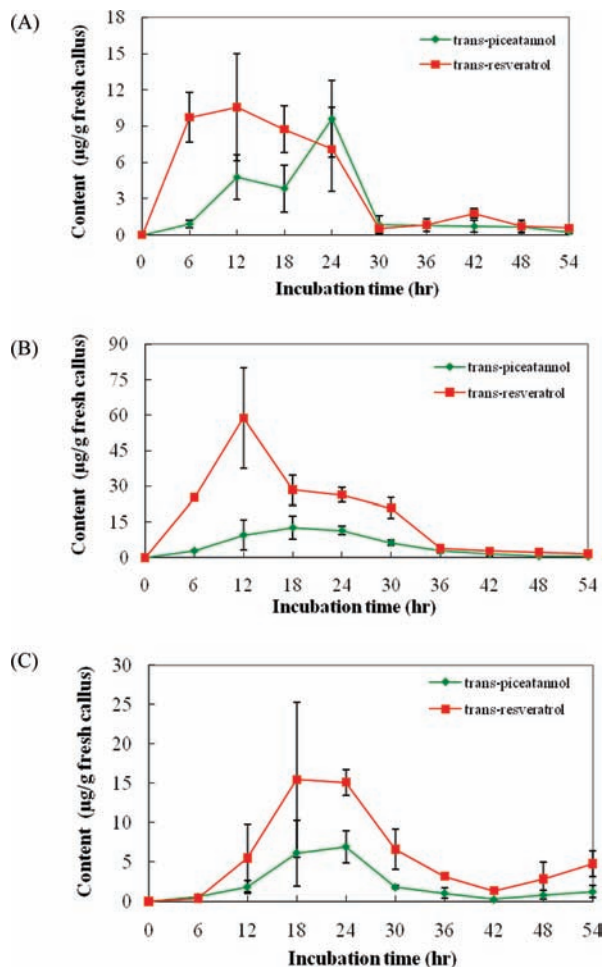 (A)
18
15
12
9
6
3
0
Content (µg/g fresh callus)
trans-piceatannol
trans-resveratrol
0 6 12 18 24 30 36 42 48 54
Incubation time (hr)
(B)
90
75
60
45
30
15
0
Content (µg/g fresh callus)
trans-piceatannol
trans-resveratrol
0 6 12 18 24 30 36 42 48 54
Incubation time (hr)
(C)
30
25
20
15
10
5
0
Content (µg/g fresh callus)
trans-piceatannol
trans-resveratrol
0 6 12 18 24 30 36 42 48 54
Incubation time (hr)